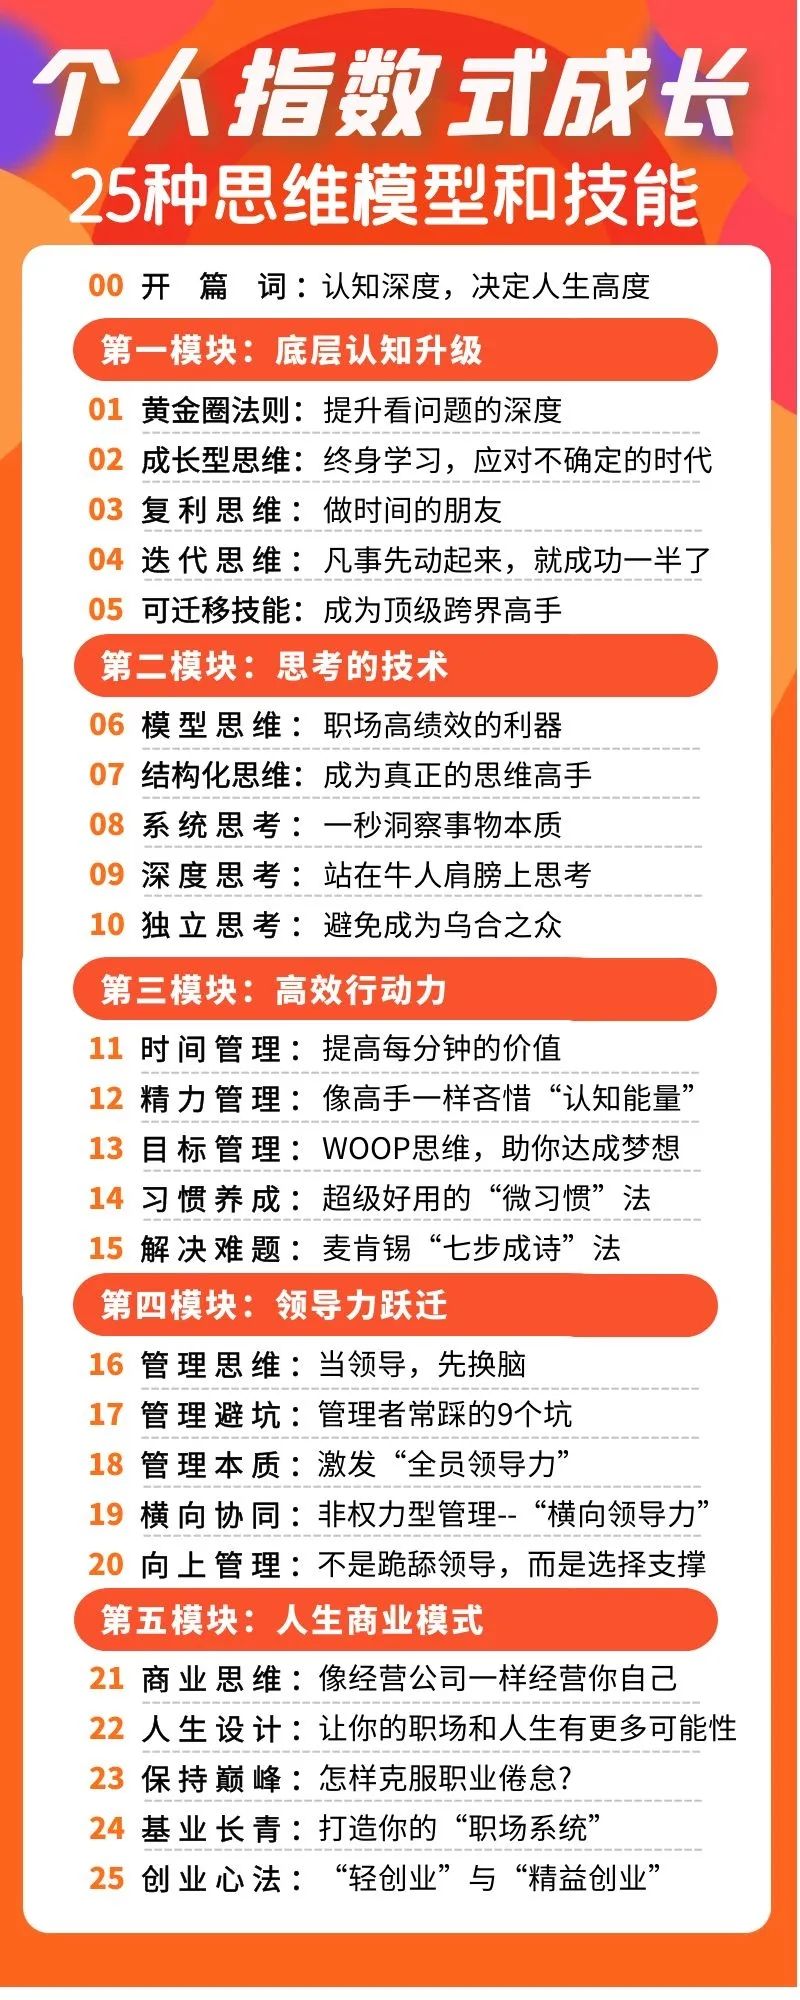 个人指数式成长
25种思维模型和技能
00 开篇词：认知深度，决定人生高度
第一模块：底层认知升级
01 黄金圈法则：提升看问题的深度
02 成长型思维：终身学习，应对不确定的时代
03 复利思维：做时间的朋友
04 迭代思维：凡事先动起来，就成功一半了
05 可迁移技能：成为顶级跨界高手
第二模块：思考的技术
06 模型思维：职场高绩效的利器
07 结构化思维：成为真正的思维高手
08 系统思考：一秒洞察事物本质
09 深度思考：站在牛人肩膀上思考
10 独立思考：避免成为乌合之众
第三模块：高效行动力
11 时间管理：提高每分钟的价值
12 精力管理：像高手一样吝惜“认知能量”
13 目标管理：WOOP思维，助你达成梦想
14 习惯养成：超级好用的“微习惯”法
15 解决难题：麦肯锡“七步成诗”法
第四模块：领导力跃迁
16 管理思维：当领导，先换脑
17 管理避坑：管理者常踩的9个坑
18 管理本质：激发“全员领导力”
19 横向协同：非权力型管理--“横向领导力”
20 向上管理：不是跪舔领导，而是选择支撑
第五模块：人生商业模式
21 商业思维：像经营公司一样经营你自己
22 人生设计：让你的职场和人生有更多可能性
23 保持巅峰：怎样克服职业倦怠?
24 基业长青：打造你的“职场系统”
25 创业心法：“轻创业”与“精益创业”